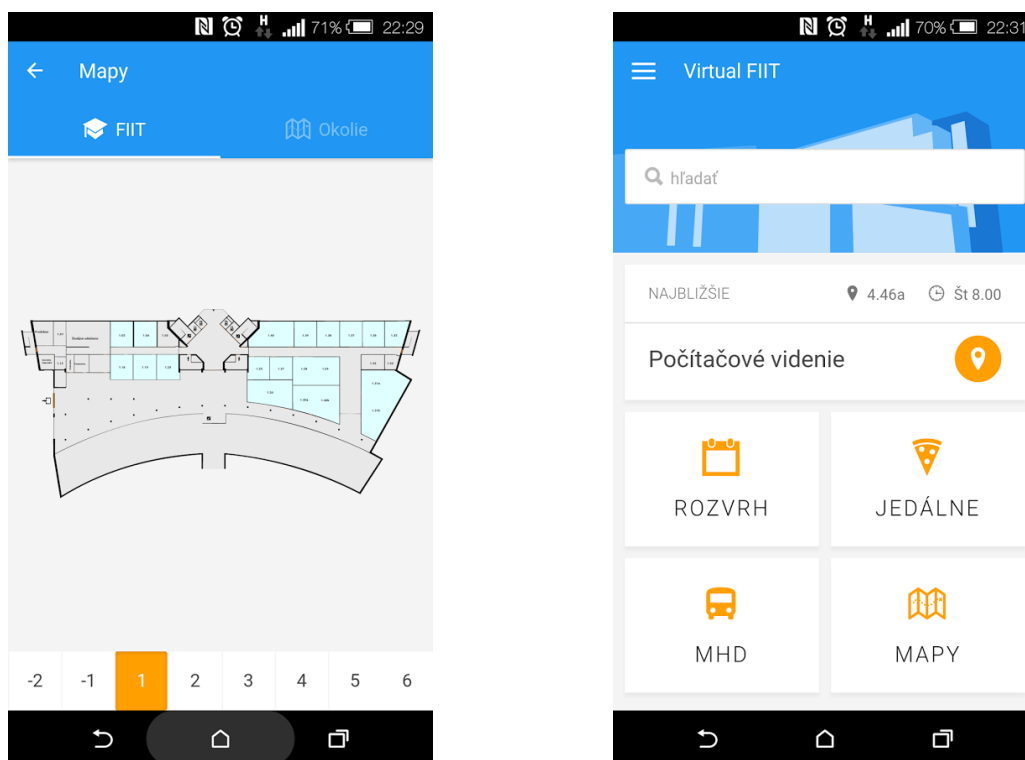 71% 22:29
Mapy
FIIT Okolie
-2 -1 1 2 3 4 5 6
70% 22:31
Virtual FIIT
hľadať
NAJBLIŽŠIE 4.46a Št 8.00
Počítačové videnie
ROZVRH JEDÁLNE
MHD MAPY